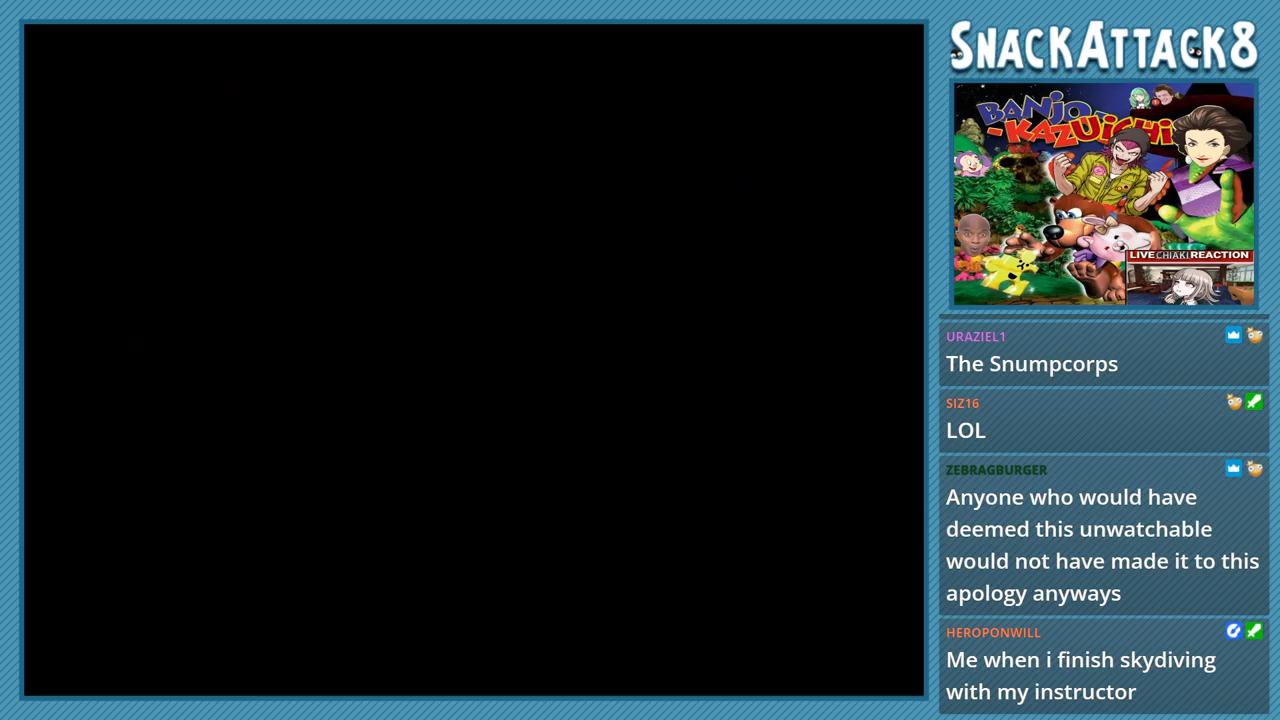 SNACKATTACK8
BANJO
-KAZUICHI
LIVE CHIAKI REACTION
URAZIEL1
The Snumpcorps
SIZ16
LOL
ZEBRAGBURGER
Anyone who would have
deemed this unwatchable
would not have made it to this
apology anyways
HEROPONWILL
Me when i finish skydiving
with my instructor